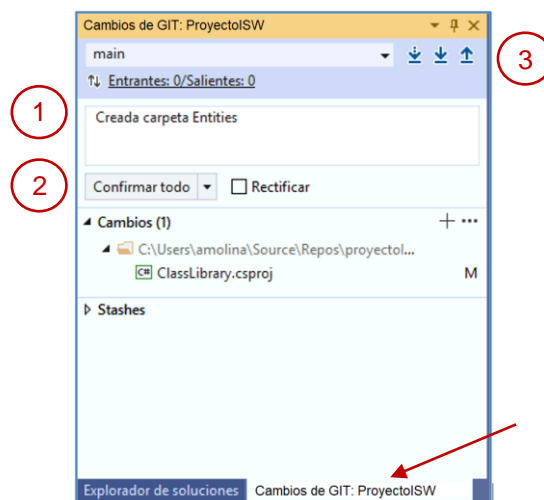 Cambios de GIT: ProyectoISW
main
3
Entrantes: 0/Salientes: 0
1
Creada carpeta Entities
2
Confirmar todo
Rectificar
Cambios (1)
C:\Users\amolina\Source\Repos\proyectoI...
C# ClassLibrary.csproj M
Stashes
Explorador de soluciones Cambios de GIT: ProyectoISW